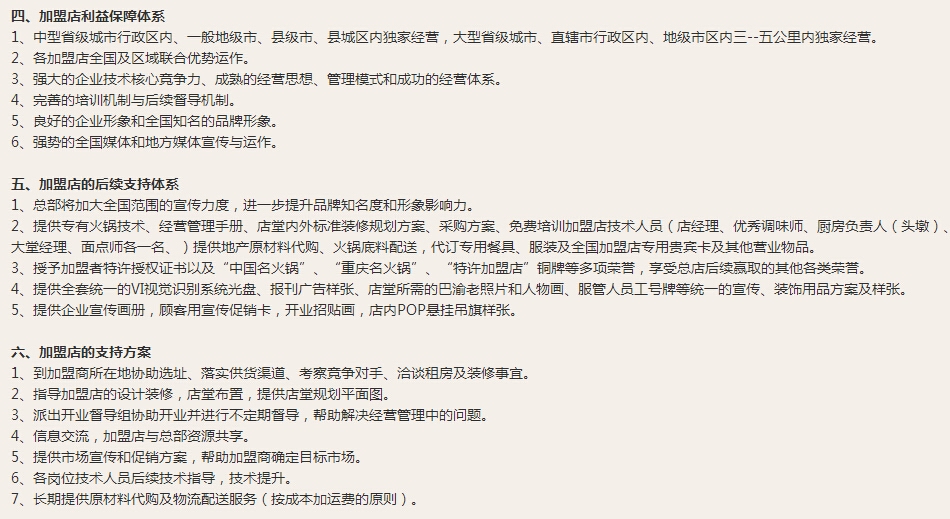 四、加盟店利益保障体系
1、中型省级城市行政区内、一般地级市、县级市、县城区内独家经营，大型省级城市、直辖市行政区内、地级市区内三--五公里内独家经营。
2、各加盟店全国及区域联合优势运作。
3、强大的企业技术核心竞争力、成熟的经营思想、管理模式和成功的经营体系。
4、完善的培训机制与后续督导机制。
5、良好的企业形象和全国知名的品牌形象。
6、强势的全国媒体和地方媒体宣传与运作。
五、加盟店的后续支持体系
1、总部将加大全国范围的宣传力度，进一步提升品牌知名度和形象影响力。
2、提供专有火锅技术、经营管理手册、店堂内外标准装修规划方案、采购方案、免费培训加盟店技术人员（店经理、优秀调味师、厨房负责人（头墩）、
大堂经理、面点师各一名、）提供地产原材料代购、火锅底料配送，代订专用餐具、服装及全国加盟店专用贵宾卡及其他营业物品。
3、授予加盟者特许授权证书以及“中国名火锅”、“重庆名火锅”、“特许加盟店”铜牌等多项荣誉，享受总店后续赢取的其他各类荣誉。
4、提供全套统一的VI视觉识别系统光盘、报刊广告样张、店堂所需的巴渝老照片和人物画、服管人员工号牌等统一的宣传、装饰用品方案及样张。
5、提供企业宣传画册，顾客用宣传促销卡，开业招贴画，店内POP悬挂吊旗样张。
六、加盟店的支持方案
1、到加盟商所在地协助选址、落实供货渠道、考察竞争对手、洽谈租房及装修事宜。
2、指导加盟店的设计装修，店堂布置，提供店堂规划平面图。
3、派出开业督导组协助开业并进行不定期督导，帮助解决经营管理中的问题。
4、信息交流，加盟店与总部资源共享。
5、提供市场宣传和促销方案，帮助加盟商确定目标市场。
6、各岗位技术人员后续技术指导，技术提升。
7、长期提供原材料代购及物流配送服务（按成本加运费的原则）。